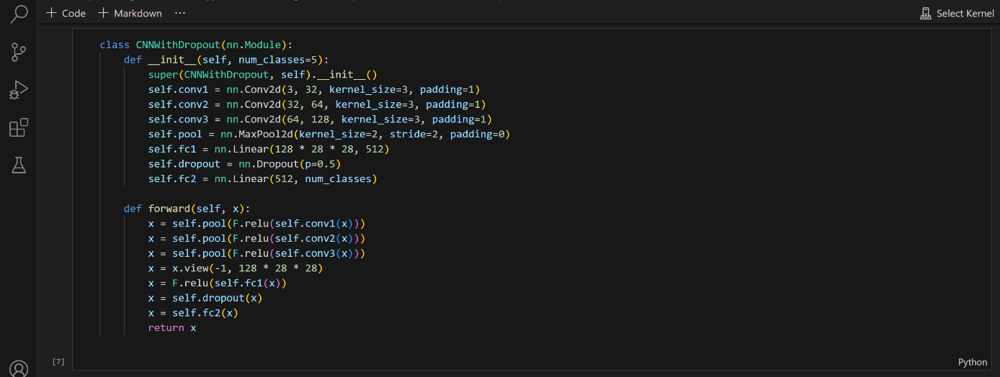 + Code + Markdown ...
Select Kernel
class CNNWithDropout(nn.Module):
    def __init__(self, num_classes=5):
        super(CNNWithDropout, self).__init__()
        self.conv1 = nn.Conv2d(3, 32, kernel_size=3, padding=1)
        self.conv2 = nn.Conv2d(32, 64, kernel_size=3, padding=1)
        self.conv3 = nn.Conv2d(64, 128, kernel_size=3, padding=1)
        self.pool = nn.MaxPool2d(kernel_size=2, stride=2, padding=0)
        self.fc1 = nn.Linear(128 * 28 * 28, 512)
        self.dropout = nn.Dropout(p=0.5)
        self.fc2 = nn.Linear(512, num_classes)
    def forward(self, x):
        x = self.pool(F.relu(self.conv1(x)))
        x = self.pool(F.relu(self.conv2(x)))
        x = self.pool(F.relu(self.conv3(x)))
        x = x.view(-1, 128 * 28 * 28)
        x = F.relu(self.fc1(x))
        x = self.dropout(x)
        x = self.fc2(x)
        return x
[7]
Python